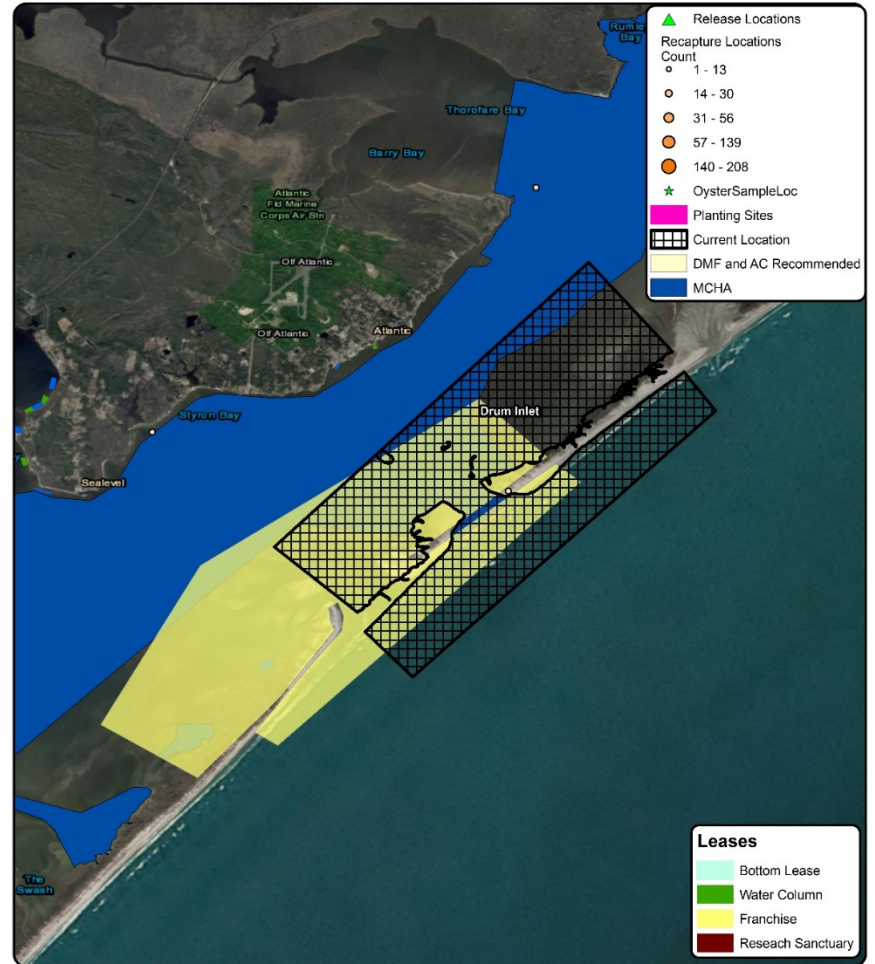 Rumley
Bay
Thorofare Bay
Barry Bay
Atlantic
Fld Marine
Corps Air Stn
Olf Atlantic
Olf Atlantic
Atlantic
Styron Bay
Drum Inlet
Sealevel
y
The
Swash
Release Locations
Recapture Locations
Count
1 - 13
14 - 30
31 - 56
57 - 139
140 - 208
OysterSampleLoc
Planting Sites
Current Location
DMF and AC Recommended
MCHA
Leases
Bottom Lease
Water Column
Franchise
Reseach Sanctuary